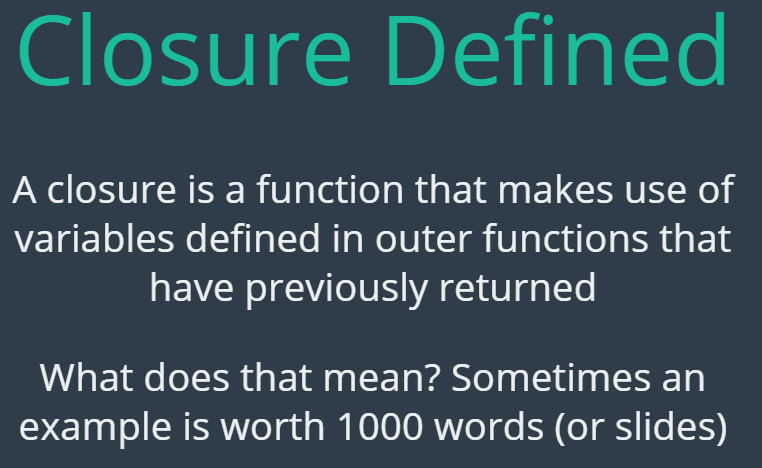 Closure Defined
A closure is a function that makes use of
variables defined in outer functions that
have previously returned
What does that mean? Sometimes an
example is worth 1000 words (or slides)